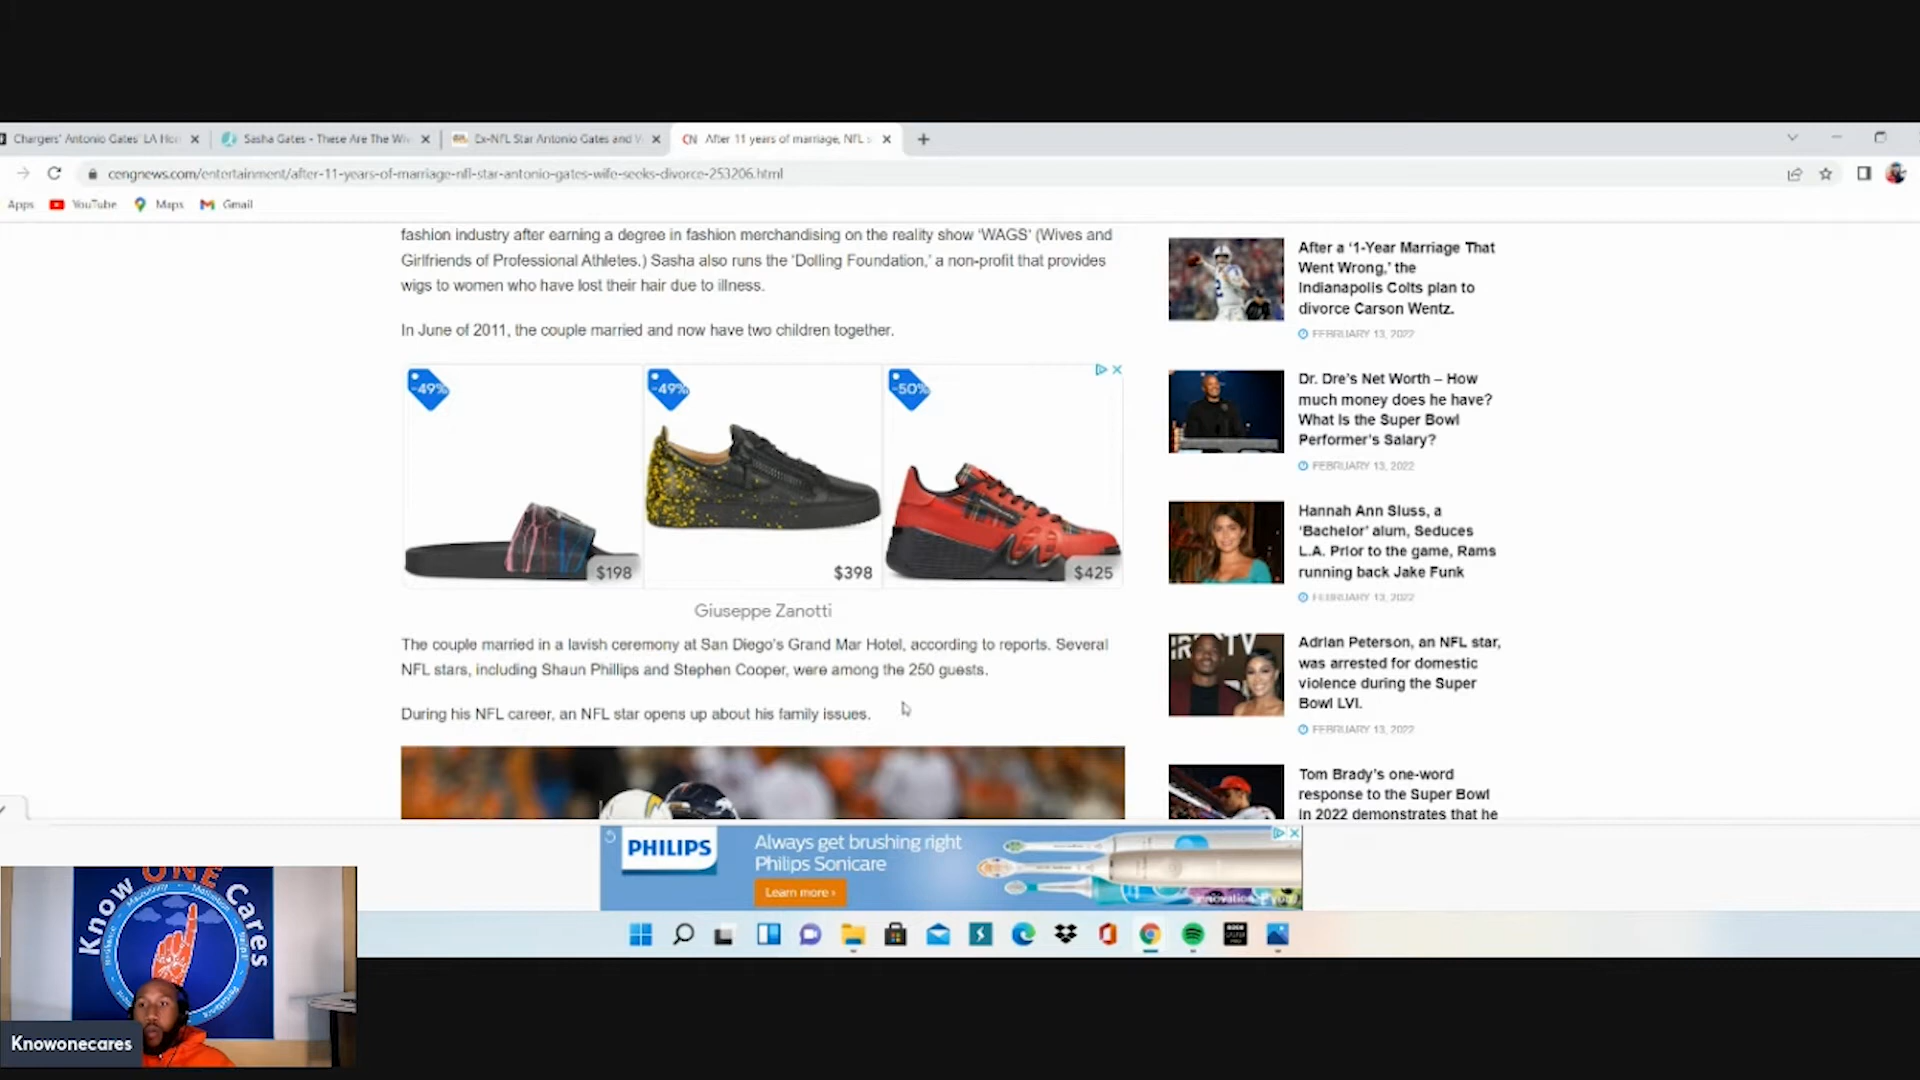 Chargers' Antonio Gates' LA Ho
Sasha Gates - These Are The Wi
Ex-NFL Star Antonio Gates and
CN After 11 years of marriage, NFL s
cengnews.com/entertainment/after-11-years-of-marriage-nfl-star-antonio-gates-wife-seeks-divorce-253206.html
Apps YouTube Maps Gmail
fashion industry after earning a degree in fashion merchandising on the reality show 'WAGS' (Wives and
Girlfriends of Professional Athletes.) Sasha also runs the 'Dolling Foundation,' a non-profit that provides
wigs to women who have lost their hair due to illness.
In June of 2011, the couple married and now have two children together.
-49% -49% -50%
$198 $398 $425
Giuseppe Zanotti
The couple married in a lavish ceremony at San Diego's Grand Mar Hotel, according to reports. Several
NFL stars, including Shaun Phillips and Stephen Cooper, were among the 250 guests.
During his NFL career, an NFL star opens up about his family issues.
After a '1-Year Marriage That
Went Wrong,' the
Indianapolis Colts plan to
divorce Carson Wentz.
FEBRUARY 13, 2022
Dr. Dre's Net Worth – How
much money does he have?
What Is the Super Bowl
Performer's Salary?
FEBRUARY 13, 2022
Hannah Ann Sluss, a
'Bachelor' alum, Seduces
L.A. Prior to the game, Rams
running back Jake Funk
FEBRUARY 13, 2022
Adrian Peterson, an NFL star,
was arrested for domestic
violence during the Super
Bowl LVI.
FEBRUARY 13, 2022
Tom Brady's one-word
response to the Super Bowl
in 2022 demonstrates that he
PHILIPS
Always get brushing right
Philips Sonicare
Learn more ›
innovation
Know ONE Cares
Motivation
Knowonecares